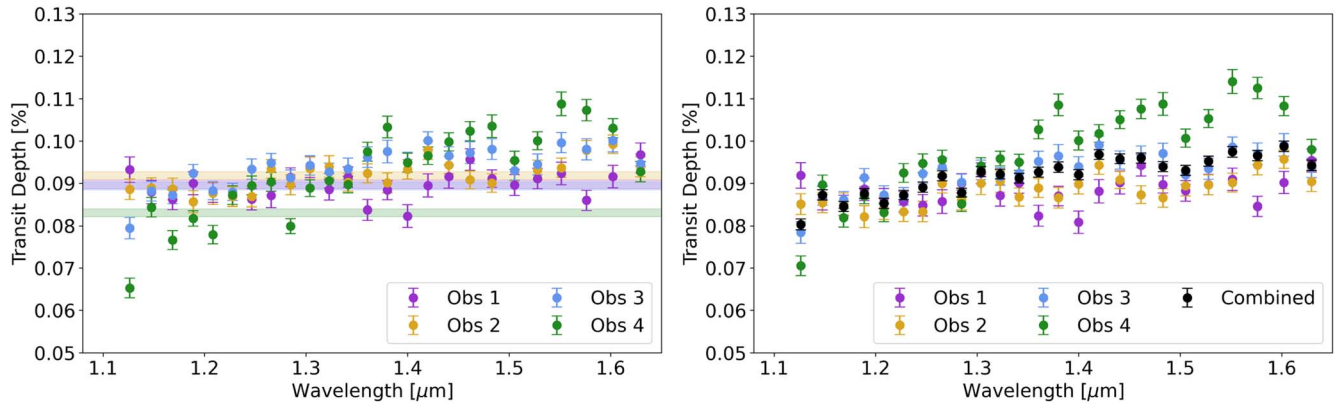 0.13
0.12
0.11
0.10
0.09
0.08
0.07
0.06
0.05
Transit Depth [%]
1.1 1.2 1.3 1.4 1.5 1.6
Wavelength [μm]
Obs 1 Obs 3
Obs 2 Obs 4
0.13
0.12
0.11
0.10
0.09
0.08
0.07
0.06
0.05
Transit Depth [%]
1.1 1.2 1.3 1.4 1.5 1.6
Wavelength [μm]
Obs 1 Obs 3 Combined
Obs 2 Obs 4